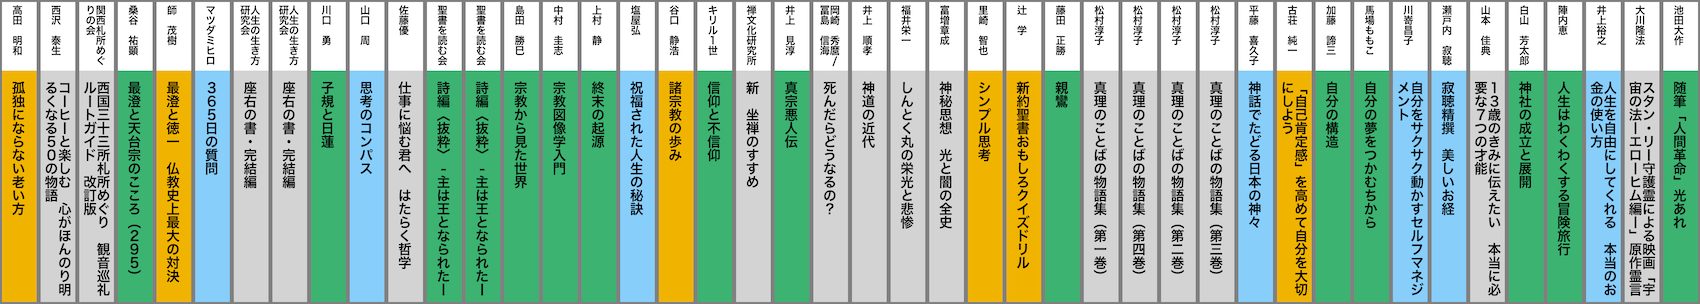 池田大作
随筆「人間革命」光あれ
大川隆法
スタン・リー守護霊による映画「宇
宙の法ーエローヒム編ー」原作霊言
井上裕之
人生を自由にしてくれる　本当のお
金の使い方
陣内恵
人生はわくわくする冒険旅行
白山　芳太郎
神社の成立と展開
山本　佳典
１３歳のきみに伝えたい　本当に必
要な７つの才能
瀬戸内　寂聴
寂聴精撰　美しいお経
川嵜昌子
自分をサクサク動かすセルフマネジ
メント
馬場ももこ
自分の夢をつかむちから
加藤　諦三
自分の構造
古荘　純一
「自己肯定感」を高めて自分を大切
にしよう
平藤　喜久子
神話でたどる日本の神々
松村淳子
真理のことばの物語集（第三巻）
松村淳子
真理のことばの物語集（第二巻）
松村淳子
真理のことばの物語集（第四巻）
松村淳子
真理のことばの物語集（第一巻）
藤田　正勝
親鸞
辻　学
新約聖書おもしろクイズドリル
里崎　智也
シンプル思考
富増章成
神秘思想　光と闇の全史
福井栄一
しんとく丸の栄光と悲惨
井上　順孝
神道の近代
岡崎　秀麿/
冨島　信海
死んだらどうなるの？
井上　見淳
真宗悪人伝
禅文化研究所
新　坐禅のすすめ
キリル１世
信仰と不信仰
谷口　静浩
諸宗教の歩み
塩屋弘
祝福された人生の秘訣
上村　静
終末の起源
中村　圭志
宗教図像学入門
島田　勝巳
宗教から見た世界
聖書を読む会
詩編〈抜粋〉-主は王となられたー
聖書を読む会
詩編〈抜粋〉-主は王となられたー
佐藤優
仕事に悩む君へ　はたらく哲学
山口　周
思考のコンパス
川口　勇
子規と日蓮
人生の生き方
研究会
座右の書・完結編
人生の生き方
研究会
座右の書・完結編
マツダミヒロ
３６５日の質問
師　茂樹
最澄と徳一　仏教史上最大の対決
桑谷　祐顕
最澄と天台宗のこころ（２９５）
関西札所めぐ
りの会
西国三十三所札所めぐり　観音巡礼
ルートガイド　改訂版
西沢　泰生
コーヒーと楽しむ　心がほんのり明
るくなる５０の物語
高田　明和
孤独にならない老い方